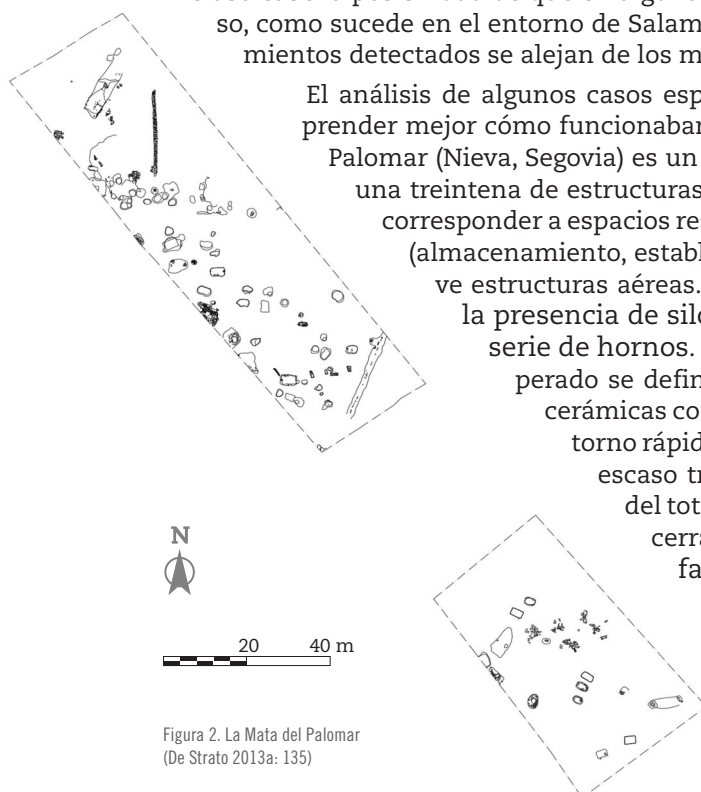 so, como sucede en el entorno de Salam
mientos detectados se alejan de los m
El análisis de algunos casos esp
prender mejor cómo funcionaba
Palomar (Nieva, Segovia) es un
una treintena de estructuras
corresponder a espacios res
(almacenamiento, establ
ve estructuras aéreas.
la presencia de silo
serie de hornos.
perado se defin
cerámicas co
torno rápid
escaso tr
del tot
cerra
fa
N
20 40 m
Figura 2. La Mata del Palomar
(De Strato 2013a: 135)